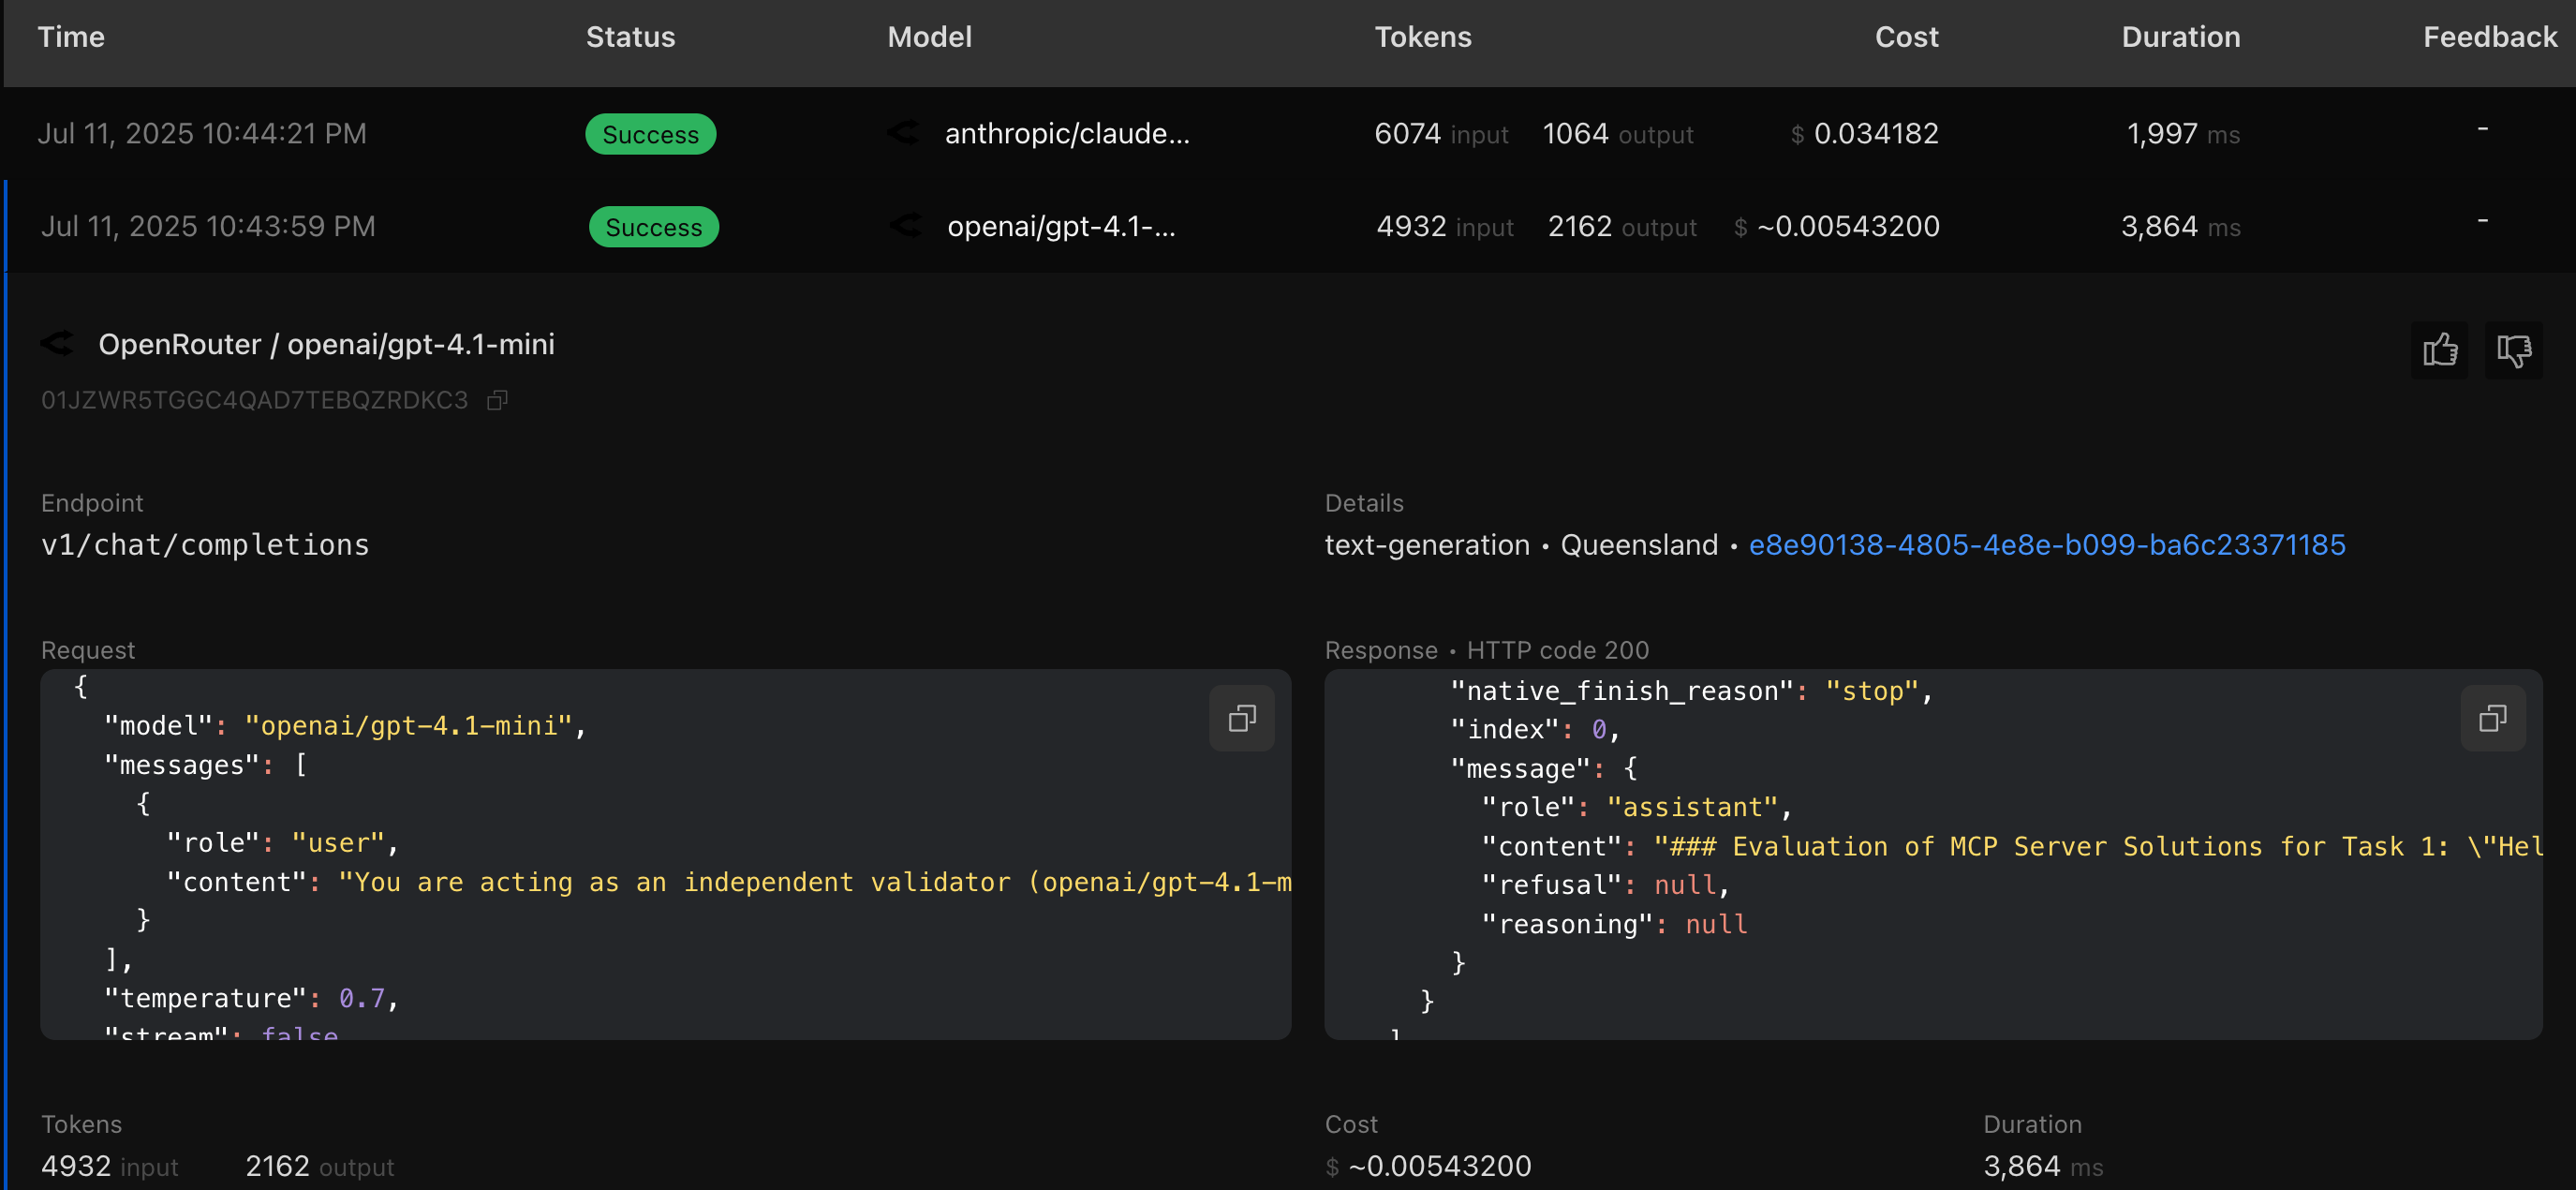 Time Status Model Tokens Cost Duration Feedback
Jul 11, 2025 10:44:21 PM Success anthropic/claude... 6074 input 1064 output $ 0.034182 1,997 ms -
Jul 11, 2025 10:43:59 PM Success openai/gpt-4.1-... 4932 input 2162 output $ ~0.00543200 3,864 ms -
OpenRouter / openai/gpt-4.1-mini
01JZWR5TGGC4QAD7TEBQZRDKC3
Endpoint
v1/chat/completions
Details
text-generation • Queensland • e8e90138-4805-4e8e-b099-ba6c23371185
Request
{
"model": "openai/gpt-4.1-mini",
"messages": [
{
"role": "user",
"content": "You are acting as an independent validator (openai/gpt-4.1-m
}
],
"temperature": 0.7,
"stream": false
Response • HTTP code 200
"native_finish_reason": "stop",
"index": 0,
"message": {
"role": "assistant",
"content": "### Evaluation of MCP Server Solutions for Task 1: \"Hel
"refusal": null,
"reasoning": null
}
}
]
Tokens
4932 input 2162 output
Cost
$ ~0.00543200
Duration
3,864 ms